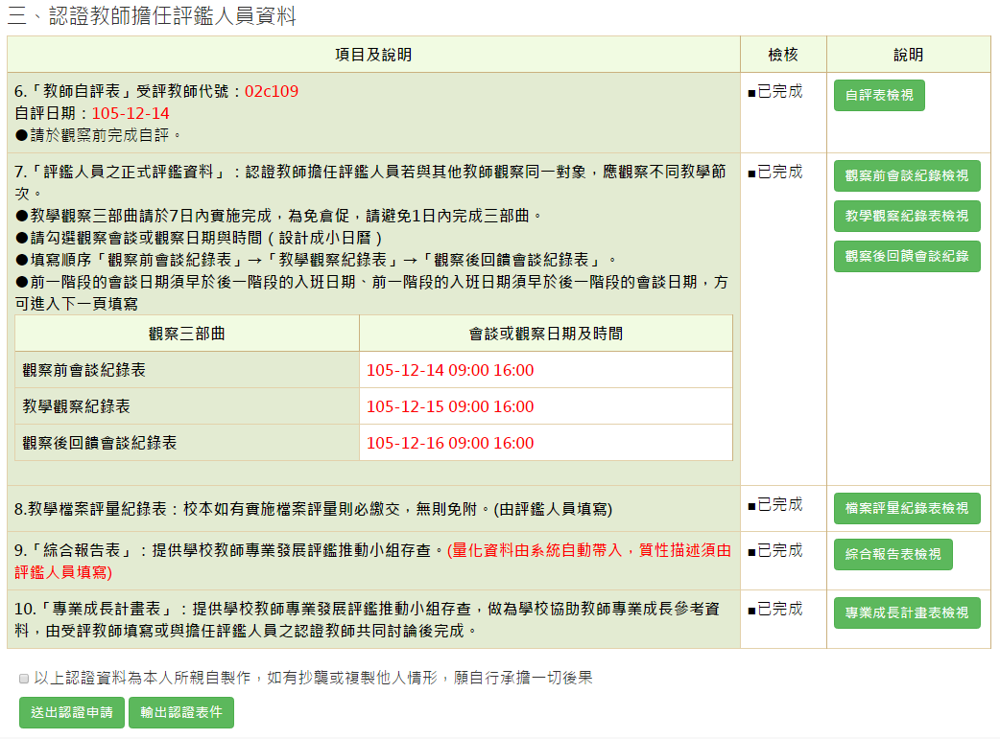 三、認證教師擔任評鑑人員資料
項目及說明 檢核 說明
6.「教師自評表」受評教師代號：02c109 ■已完成 自評表檢視
自評日期：105-12-14
●請於觀察前完成自評。
7.「評鑑人員之正式評鑑資料」：認證教師擔任評鑑人員若與其他教師觀察同一對象，應觀察不同教學節 ■已完成 觀察前會談紀錄檢視
次。
●教學觀察三部曲請於7日內實施完成，為免倉促，請避免1日內完成三部曲。 教學觀察紀錄表檢視
●請勾選觀察會談或觀察日期與時間（設計成小日曆）
●填寫順序「觀察前會談紀錄表」→「教學觀察紀錄表」→「觀察後回饋會談紀錄表」。 觀察後回饋會談紀錄
●前一階段的會談日期須早於後一階段的入班日期、前一階段的入班日期須早於後一階段的會談日期，方
可進入下一頁填寫
觀察三部曲 會談或觀察日期及時間
觀察前會談紀錄表 105-12-14 09:00 16:00
教學觀察紀錄表 105-12-15 09:00 16:00
觀察後回饋會談紀錄表 105-12-16 09:00 16:00
8.教學檔案評量紀錄表：校本如有實施檔案評量則必繳交，無則免附。(由評鑑人員填寫) ■已完成 檔案評量紀錄表檢視
9.「綜合報告表」：提供學校教師專業發展評鑑推動小組存查。(量化資料由系統自動帶入，質性描述須由 ■已完成 綜合報告表檢視
評鑑人員填寫)
10.「專業成長計畫表」：提供學校教師專業發展評鑑推動小組存查，做為學校協助教師專業成長參考資 ■已完成 專業成長計畫表檢視
料，由受評教師填寫或與擔任評鑑人員之認證教師共同討論後完成。
以上認證資料為本人所親自製作，如有抄襲或複製他人情形，願自行承擔一切後果
送出認證申請 輸出認證表件